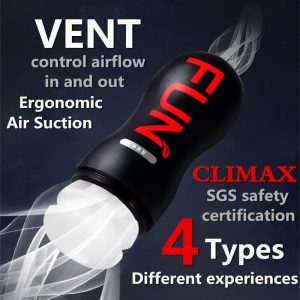 VENT
control airflow
in and out
Ergonomic
Air Suction
FUN
CLIMAX
SGS safety
certification
4 Types
Different experiences